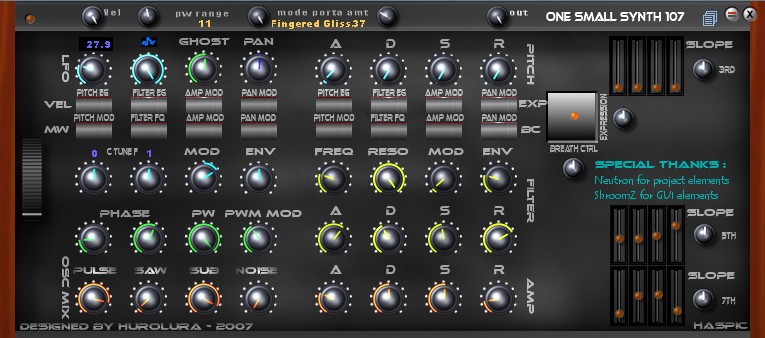 Vel pw range mode porta amt out ONE SMALL SYNTH 107
11 Fingered Gliss.37
27.9 GHOST PAN A D S R SLOPE
LFO PITCH 3RD
PITCH EG FILTER EG AMP MOD PAN MOD PITCH EG FILTER EG AMP MOD PAN MOD
VEL EXP EXPRESSION
PITCH MOD FILTER FQ AMP MOD PAN MOD PITCH MOD FILTER FQ AMP MOD PAN MOD
MW BC
BREATH CTRL
0 C TUNE F 1 MOD ENV FREQ RESO MOD ENV
SPECIAL THANKS :
Neutron for project elements
ShroomZ for GUI elements
FILTER
PHASE PW PWM MOD A D S R SLOPE
5TH
OSC MIX PULSE SAW SUB NOISE A D S R AMP SLOPE
7TH
DESIGNED BY HUROLURA - 2007 HASPIC